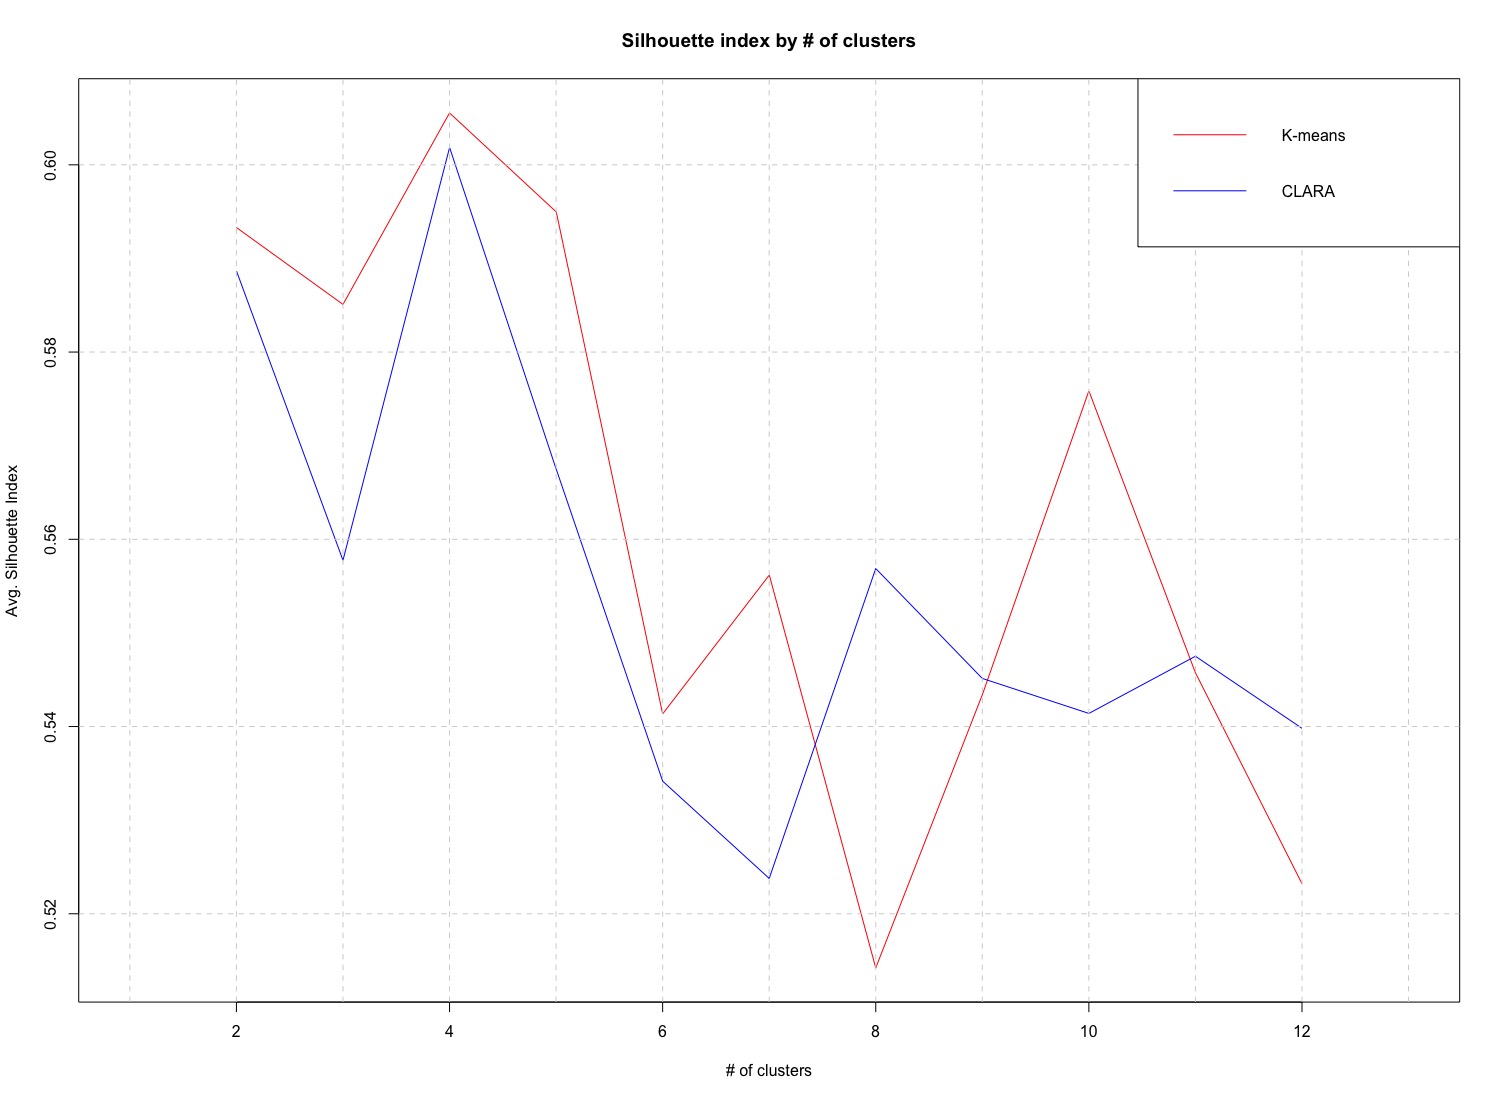 Silhouette index by # of clusters
K-means
CLARA
0.60
0.58
0.56
0.54
0.52
Avg. Silhouette Index
2 4 6 8 10 12
# of clusters